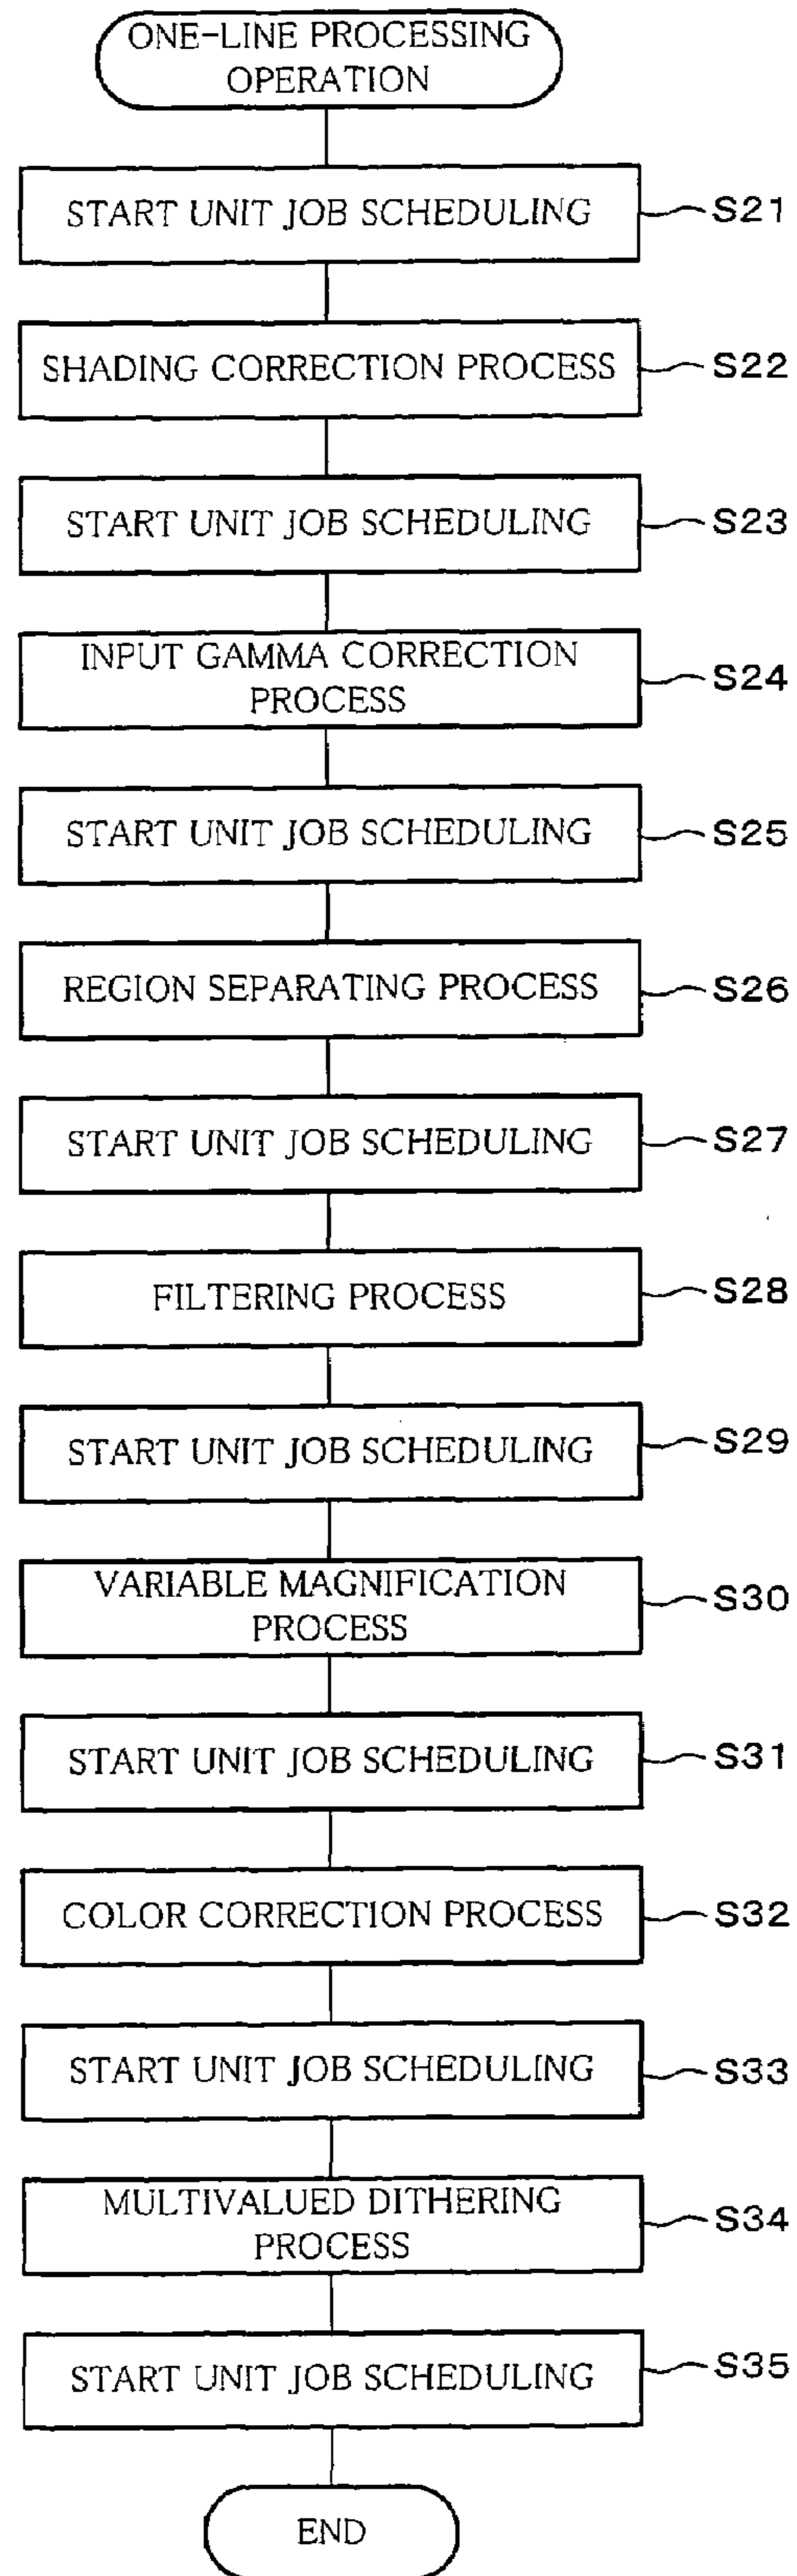 ONE-LINE PROCESSING
OPERATION
START UNIT JOB SCHEDULING
S21
SHADING CORRECTION PROCESS
S22
START UNIT JOB SCHEDULING
S23
INPUT GAMMA CORRECTION
PROCESS
S24
START UNIT JOB SCHEDULING
S25
REGION SEPARATING PROCESS
S26
START UNIT JOB SCHEDULING
S27
FILTERING PROCESS
S28
START UNIT JOB SCHEDULING
S29
VARIABLE MAGNIFICATION
PROCESS
S30
START UNIT JOB SCHEDULING
S31
COLOR CORRECTION PROCESS
S32
START UNIT JOB SCHEDULING
S33
MULTIVALUED DITHERING
PROCESS
S34
START UNIT JOB SCHEDULING
S35
END